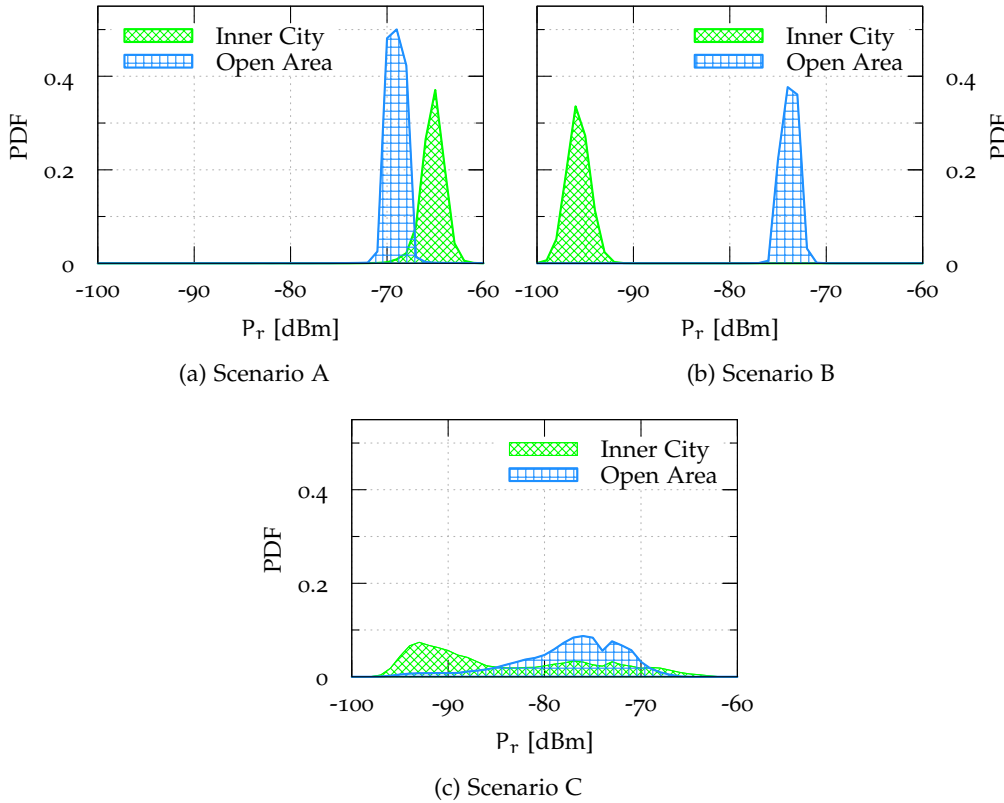 Inner City
Open Area
0.4
0.2
0
PDF
-100
-90
-80
-70
-60
P_r [dBm]
(a) Scenario A
Inner City
Open Area
0.4
0.2
0
PDF
-100
-90
-80
-70
-60
P_r [dBm]
(b) Scenario B
Inner City
Open Area
0.4
0.2
0
PDF
-100
-90
-80
-70
-60
P_r [dBm]
(c) Scenario C